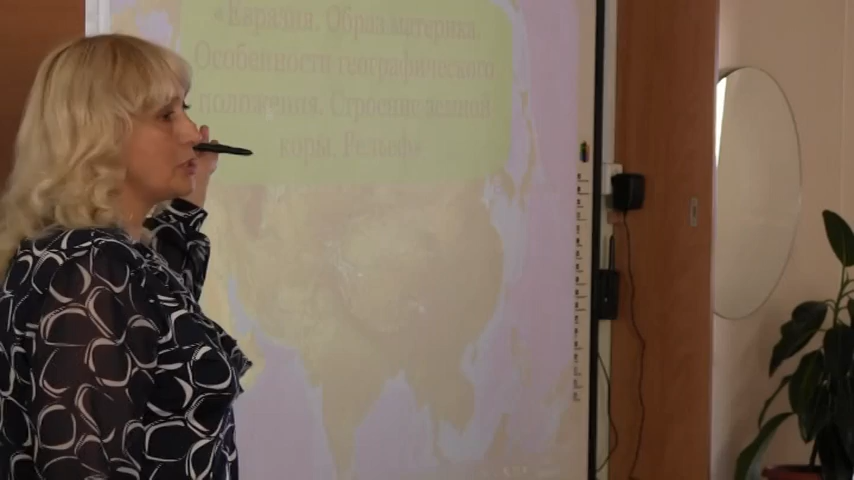 «Евразия. Образ материка.
Особенности географического
положения. Строение земной
коры. Рельеф»